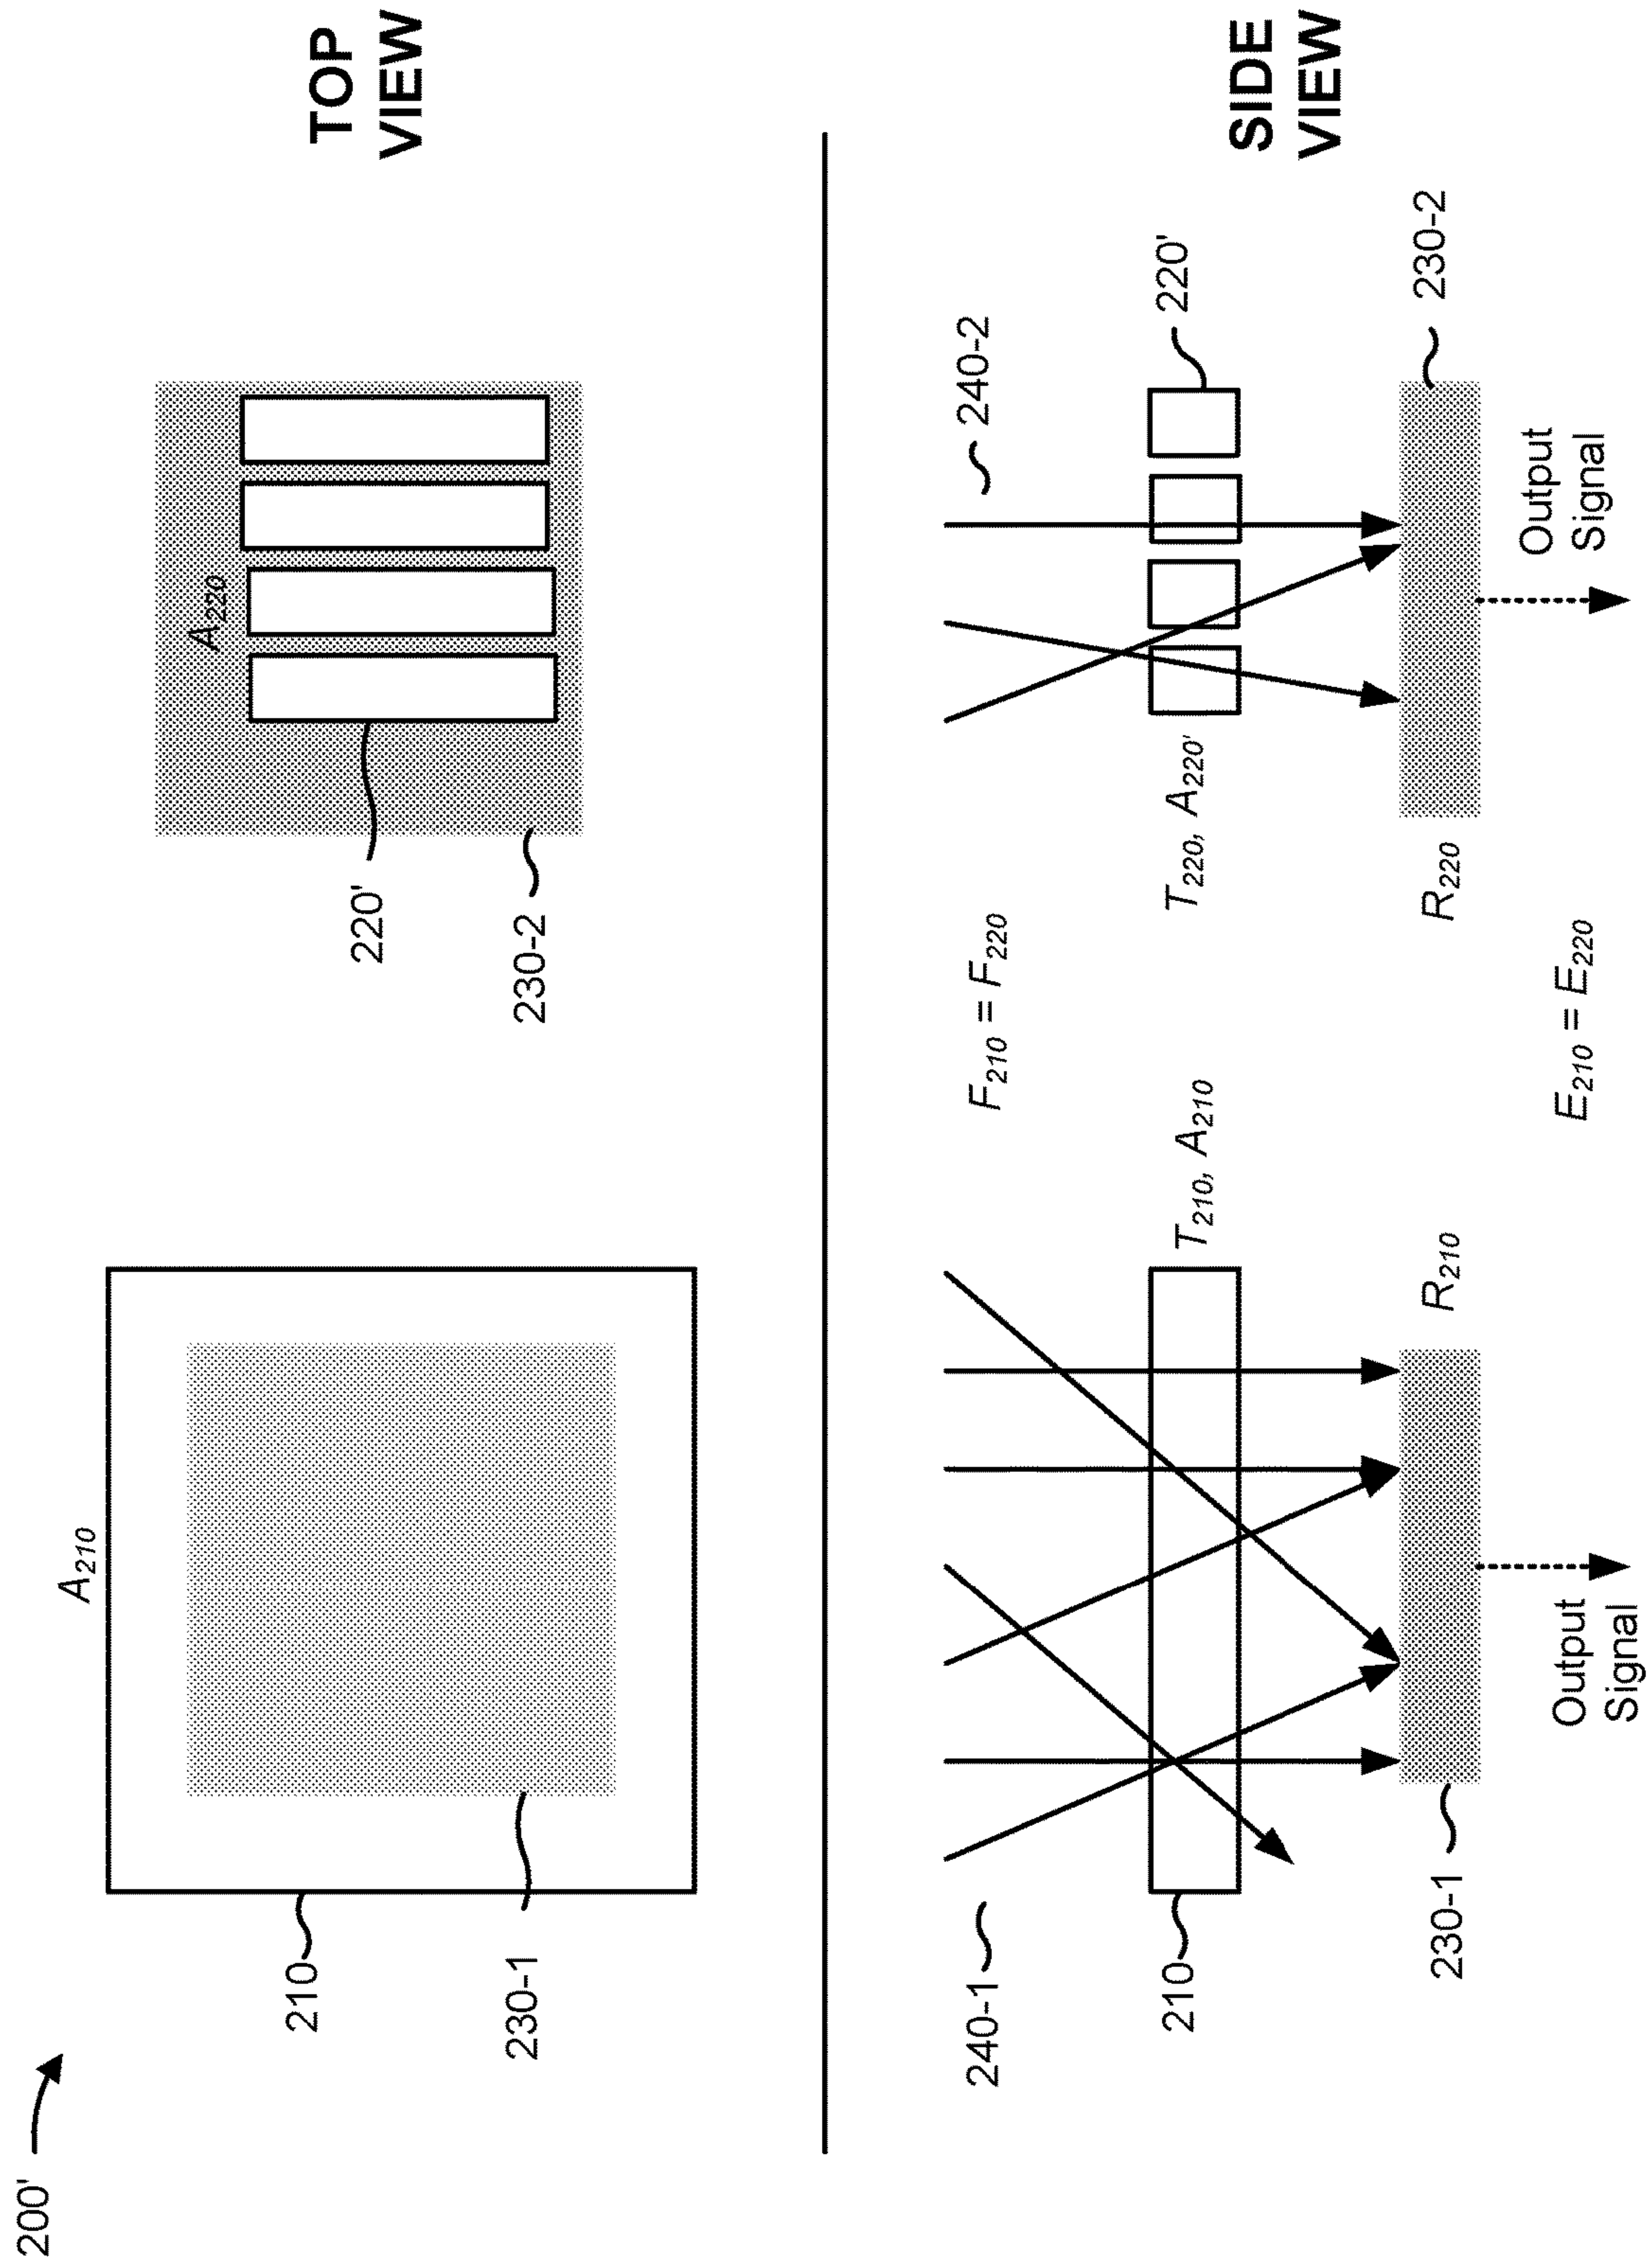 200'
TOP
VIEW
A210
210
230-1
A220
220'
230-2
SIDE
VIEW
240-1
210
230-1
T210, A210
R210
Output
Signal
F210 = F220
E210 = E220
240-2
220'
230-2
T220, A220'
R220
Output
Signal